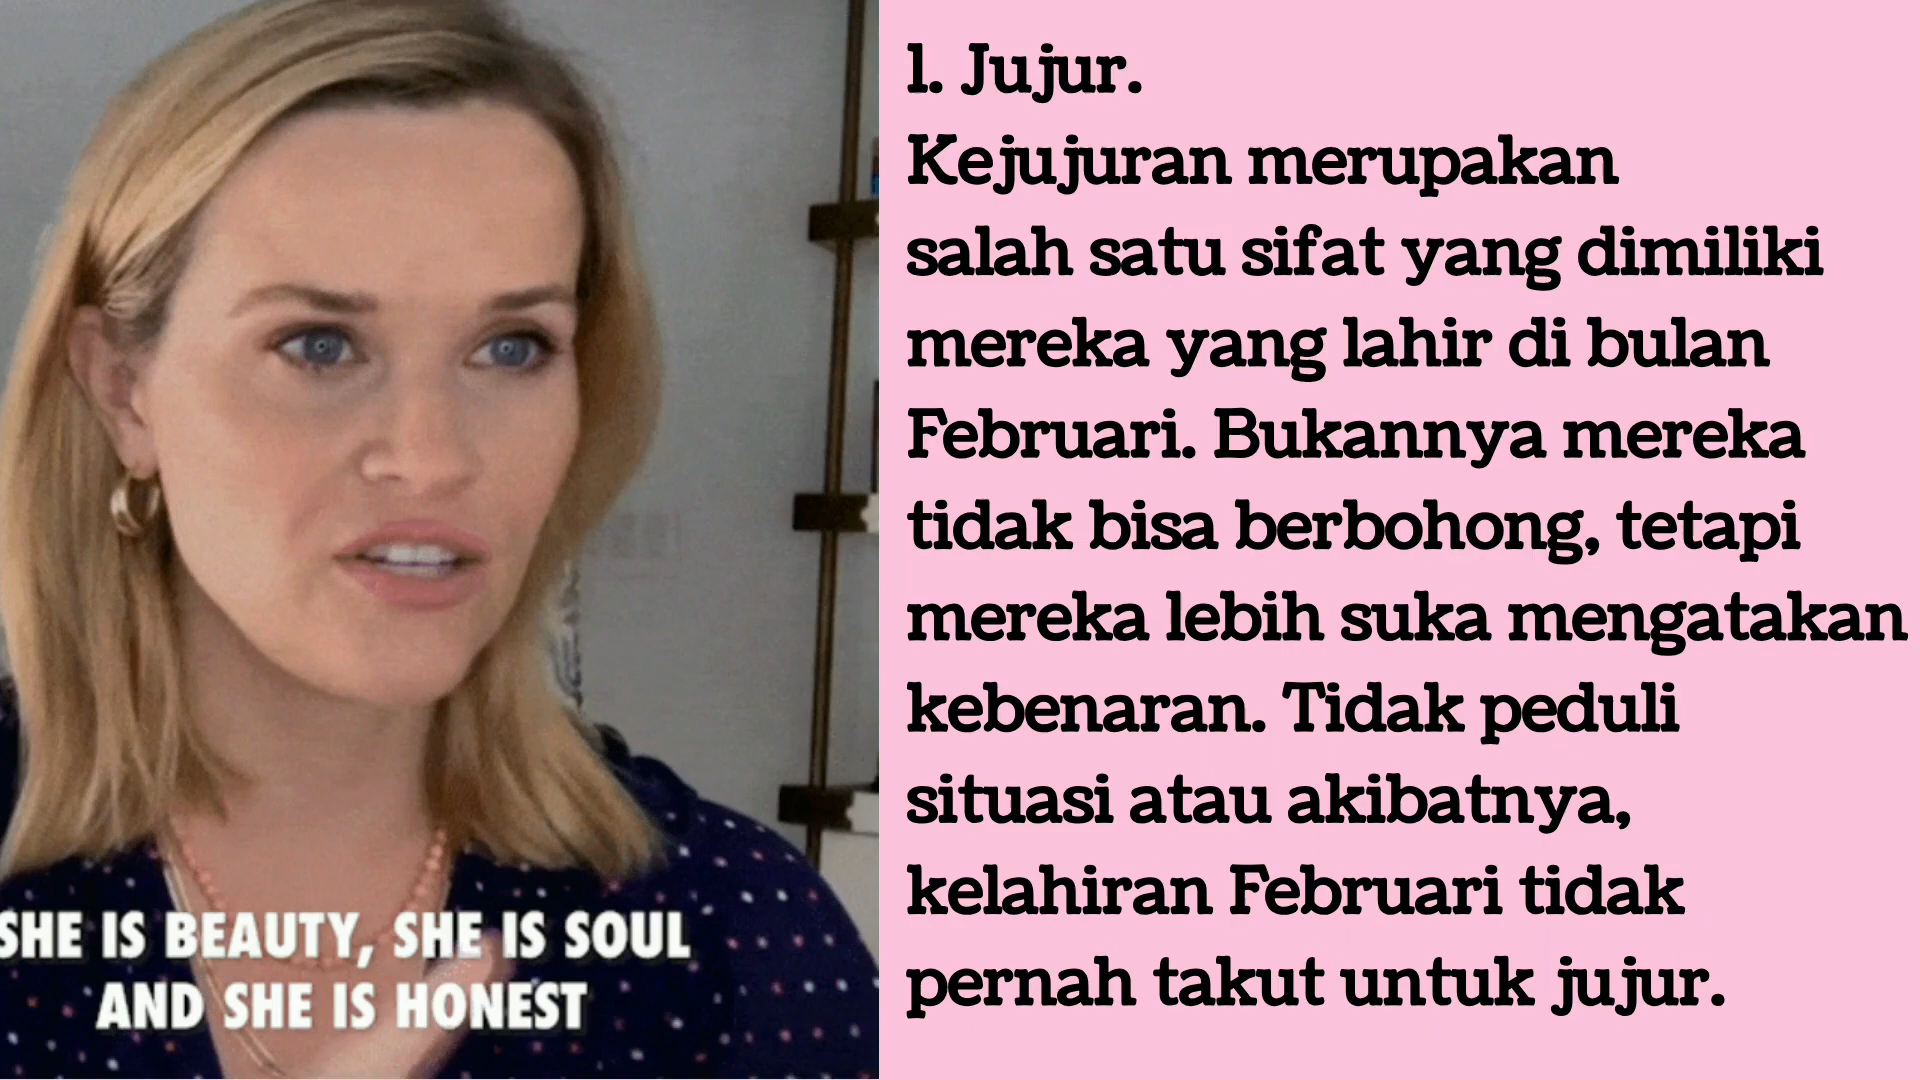 SHE IS BEAUTY, SHE IS SOUL
AND SHE IS HONEST
1. Jujur.
Kejujuran merupakan
salah satu sifat yang dimiliki
mereka yang lahir di bulan
Februari. Bukannya mereka
tidak bisa berbohong, tetapi
mereka lebih suka mengatakan
kebenaran. Tidak peduli
situasi atau akibatnya,
kelahiran Februari tidak
pernah takut untuk jujur.